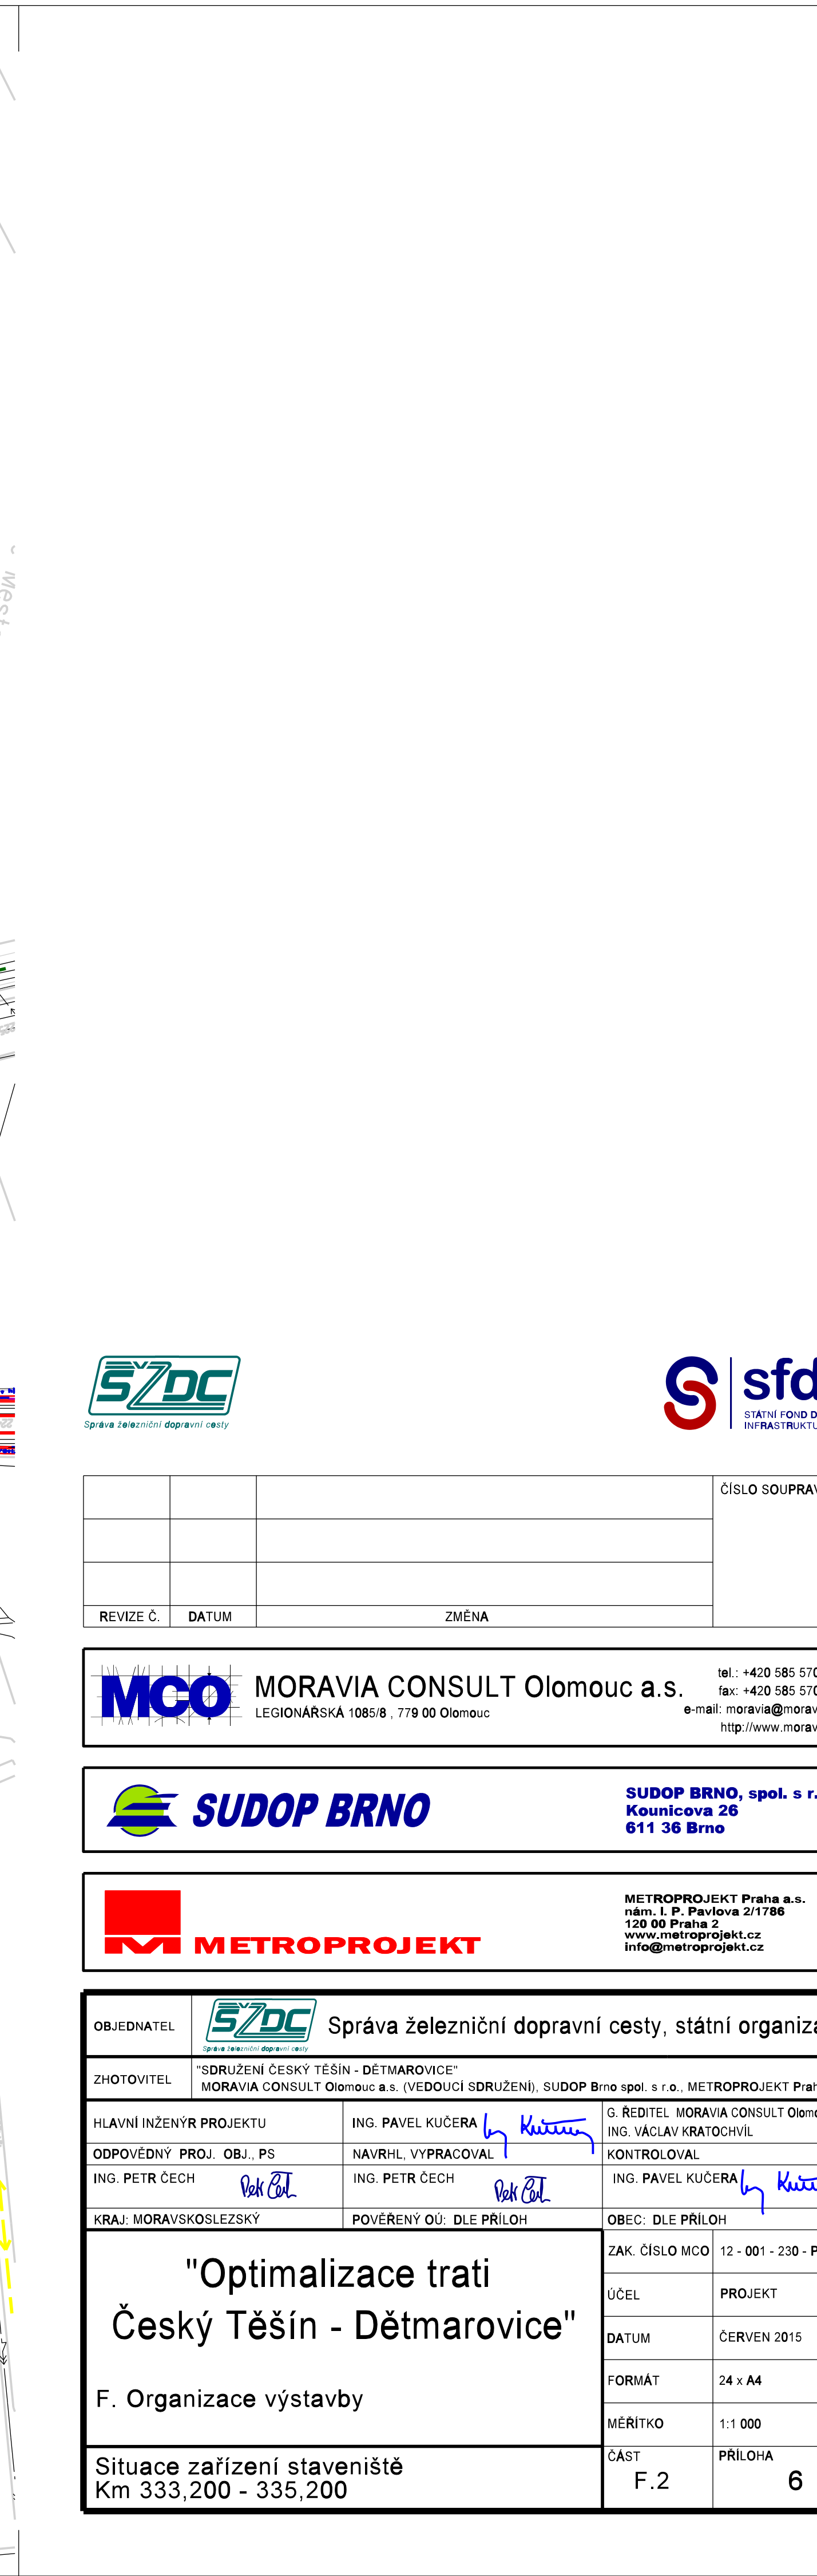 ŠŽDC
Správa železniční dopravní cesty
sfd
STÁTNÍ FOND D
INFRASTRUKTU
ČÍSLO SOUPRAV
REVIZE Č. DATUM ZMĚNA
MCO MORAVIA CONSULT Olomouc a.s.
LEGIONÁŘSKÁ 1085/8 , 779 00 Olomouc
tel.: +420 585 570
fax: +420 585 570
e-mail: moravia@morav
http://www.morav
SUDOP BRNO
SUDOP BRNO, spol. s r.
Kounicova 26
611 36 Brno
METROPROJEKT
METROPROJEKT Praha a.s.
nám. I. P. Pavlova 2/1786
120 00 Praha 2
www.metroprojekt.cz
info@metroprojekt.cz
OBJEDNATEL
ŠŽDC
Správa železniční dopravní cesty
Správa železniční dopravní cesty, státní organiza
ZHOTOVITEL
"SDRUŽENÍ ČESKÝ TĚŠÍN - DĚTMAROVICE"
MORAVIA CONSULT Olomouc a.s. (VEDOUCÍ SDRUŽENÍ), SUDOP Brno spol. s r.o., METROPROJEKT Prah
HLAVNÍ INŽENÝR PROJEKTU ING. PAVEL KUČERA
G. ŘEDITEL MORAVIA CONSULT Olomo
ING. VÁCLAV KRATOCHVÍL
ODPOVĚDNÝ PROJ. OBJ., PS NAVRHL, VYPRACOVAL KONTROLOVAL
ING. PETR ČECH ING. PETR ČECH ING. PAVEL KUČERA
KRAJ: MORAVSKOSLEZSKÝ POVĚŘENÝ OÚ: DLE PŘÍLOH OBEC: DLE PŘÍLOH
"Optimalizace trati
Český Těšín - Dětmarovice"
F. Organizace výstavby
Situace zařízení staveniště
Km 333,200 - 335,200
ZAK. ČÍSLO MCO 12 - 001 - 230 - P
ÚČEL PROJEKT
DATUM ČERVEN 2015
FORMÁT 24 x A4
MĚŘÍTKO 1:1 000
ČÁST PŘÍLOHA
F.2 6